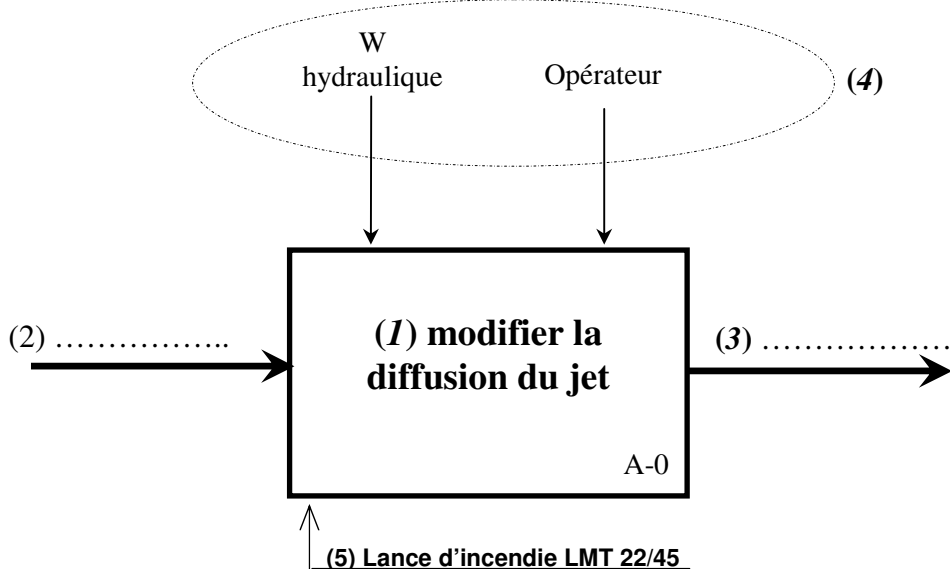 W
hydraulique
Opérateur
(4)
(2) ……………..
(1) modifier la
diffusion du jet
(3) …………………
A-0
(5) Lance d'incendie LMT 22/45